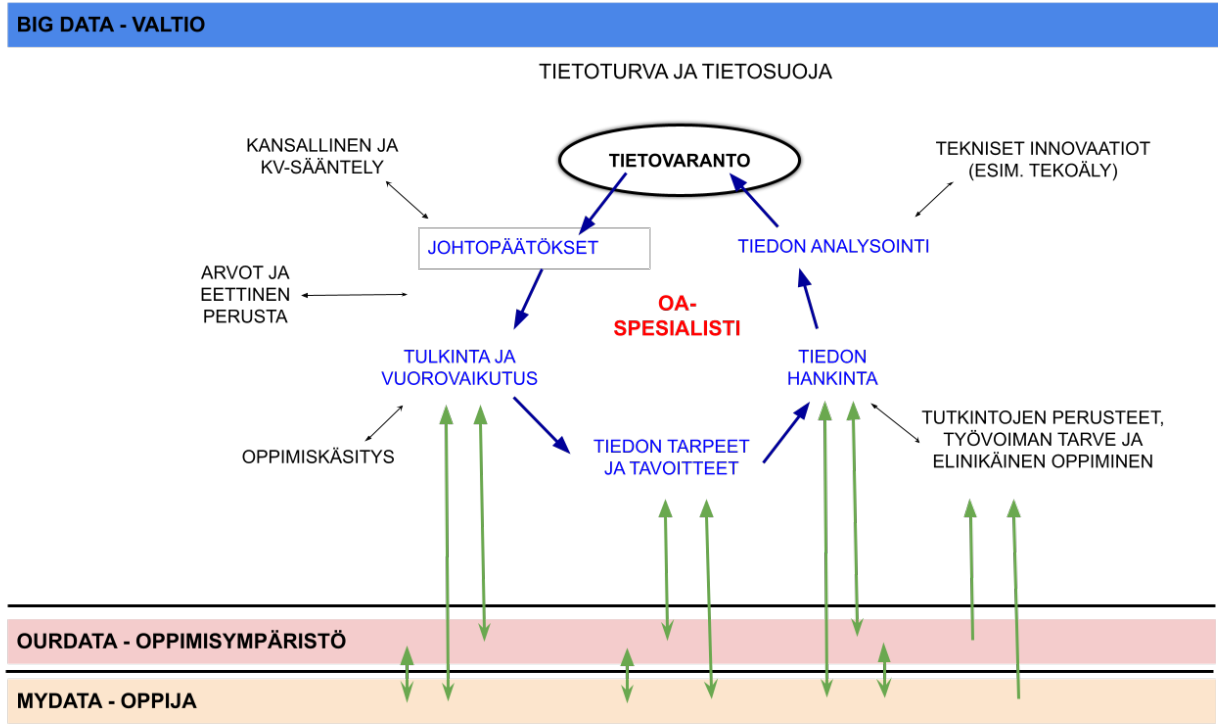 BIG DATA - VALTIO
TIETOTURVA JA TIETOSUOJA
KANSALLINEN JA
KV-SÄÄNTELY
TIETOVARANTO
TEKNISET INNOVAATIOT
(ESIM. TEKOÄLY)
JOHTOPÄÄTÖKSET
TIEDON ANALYSOINTI
ARVOT JA
EETTINEN
PERUSTA
OA-
SPESIALISTI
TULKINTA JA
VUOROVAIKUTUS
TIEDON
HANKINTA
OPPIMISKÄSITYS
TIEDON TARPEET
JA TAVOITTEET
TUTKINTOJEN PERUSTEET,
TYÖVOIMAN TARVE JA
ELINIKÄINEN OPPIMINEN
OURDATA - OPPIMISYMPÄRISTÖ
MYDATA - OPPIJA